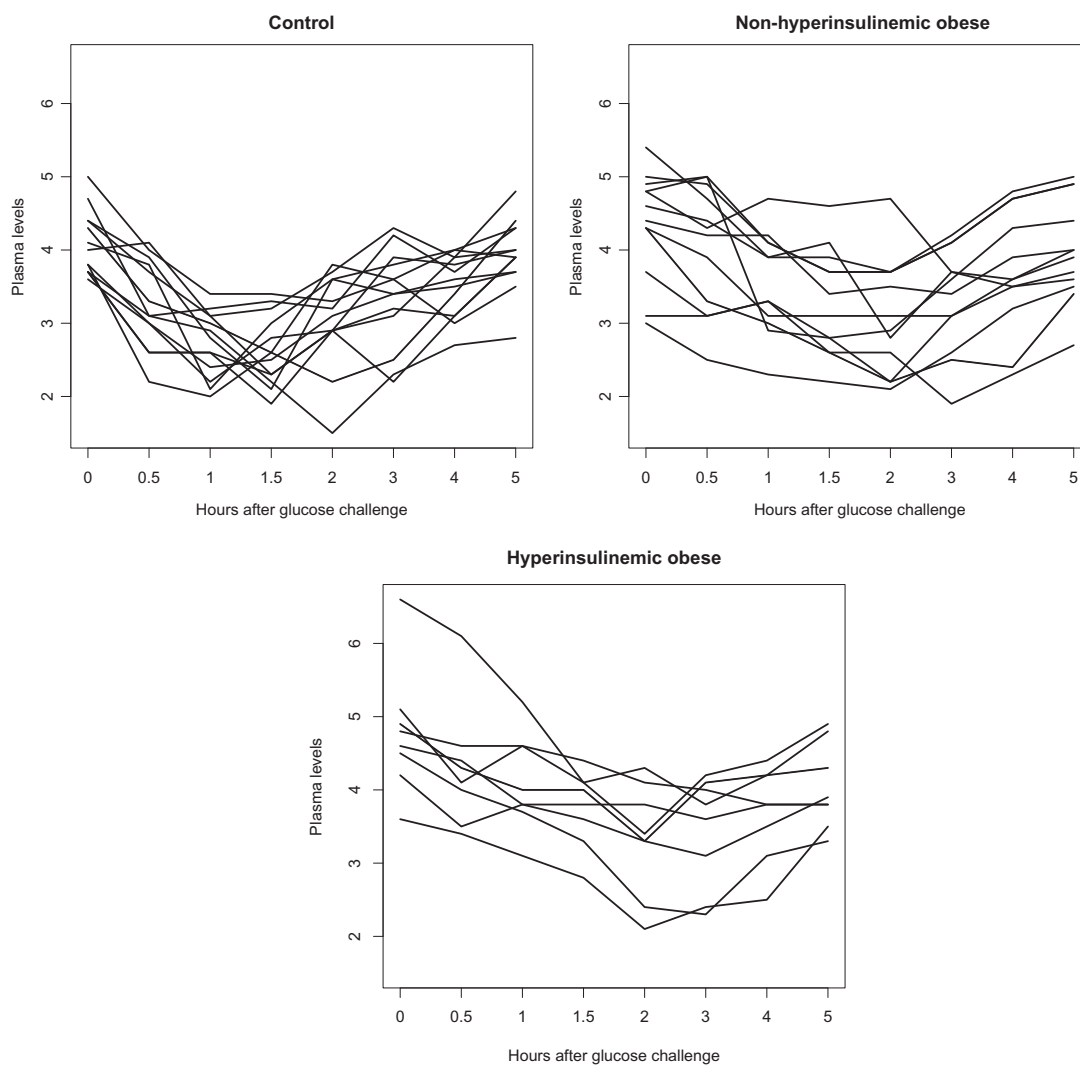 Control
Plasma levels
6
5
4
3
2
0 0.5 1 1.5 2 3 4 5
Hours after glucose challenge
Non-hyperinsulinemic obese
Plasma levels
6
5
4
3
2
0 0.5 1 1.5 2 3 4 5
Hours after glucose challenge
Hyperinsulinemic obese
Plasma levels
6
5
4
3
2
0 0.5 1 1.5 2 3 4 5
Hours after glucose challenge